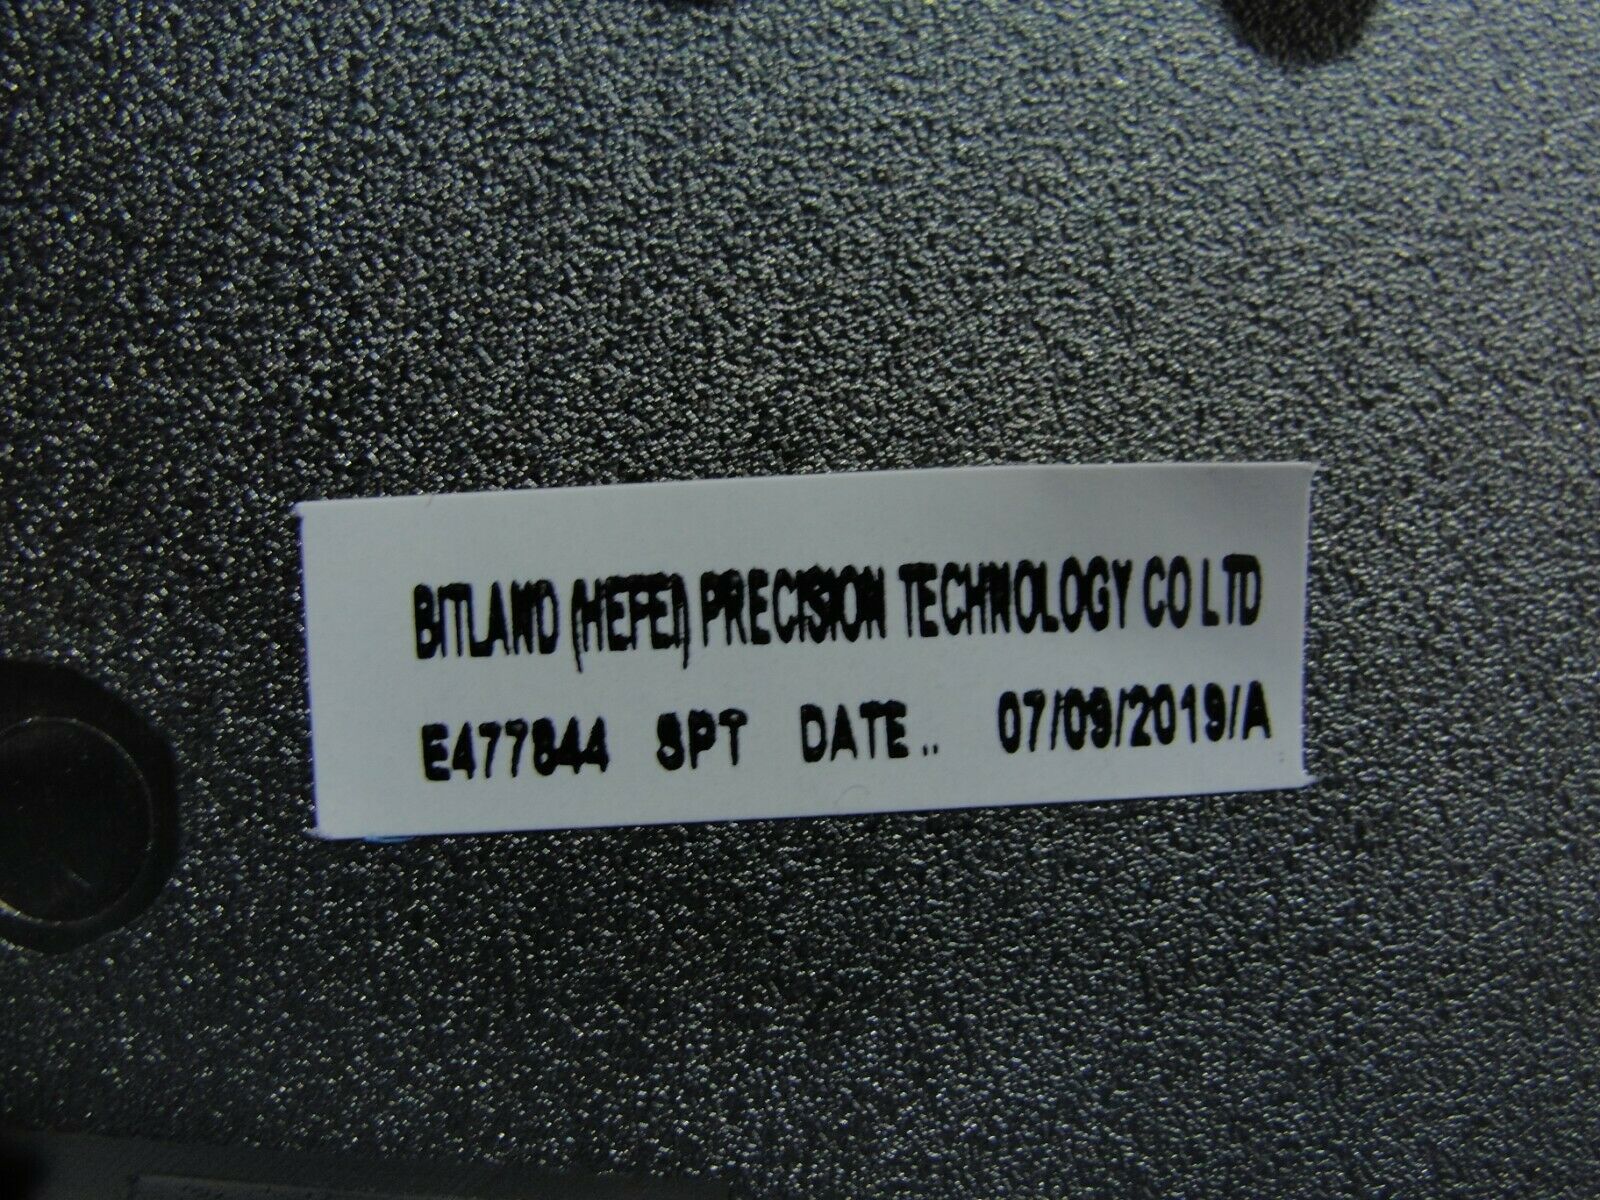 BITLAND (HEFEI) PRECISION TECHNOLOGY CO LTD
E477844 SPT DATE.. 07/09/2019/A